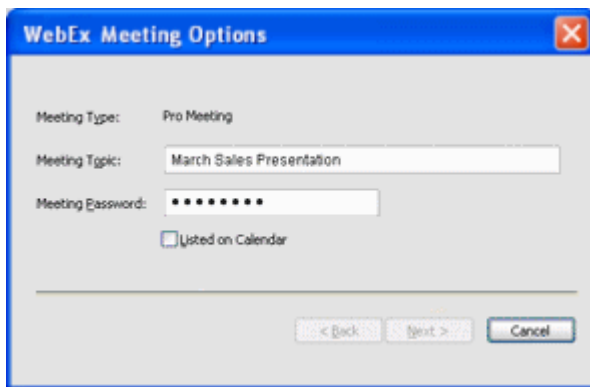 WebEx Meeting Options
Meeting Type: Pro Meeting
Meeting Topic: March Sales Presentation
Meeting Password: ••••••••
Listed on Calendar
< Back Next > Cancel